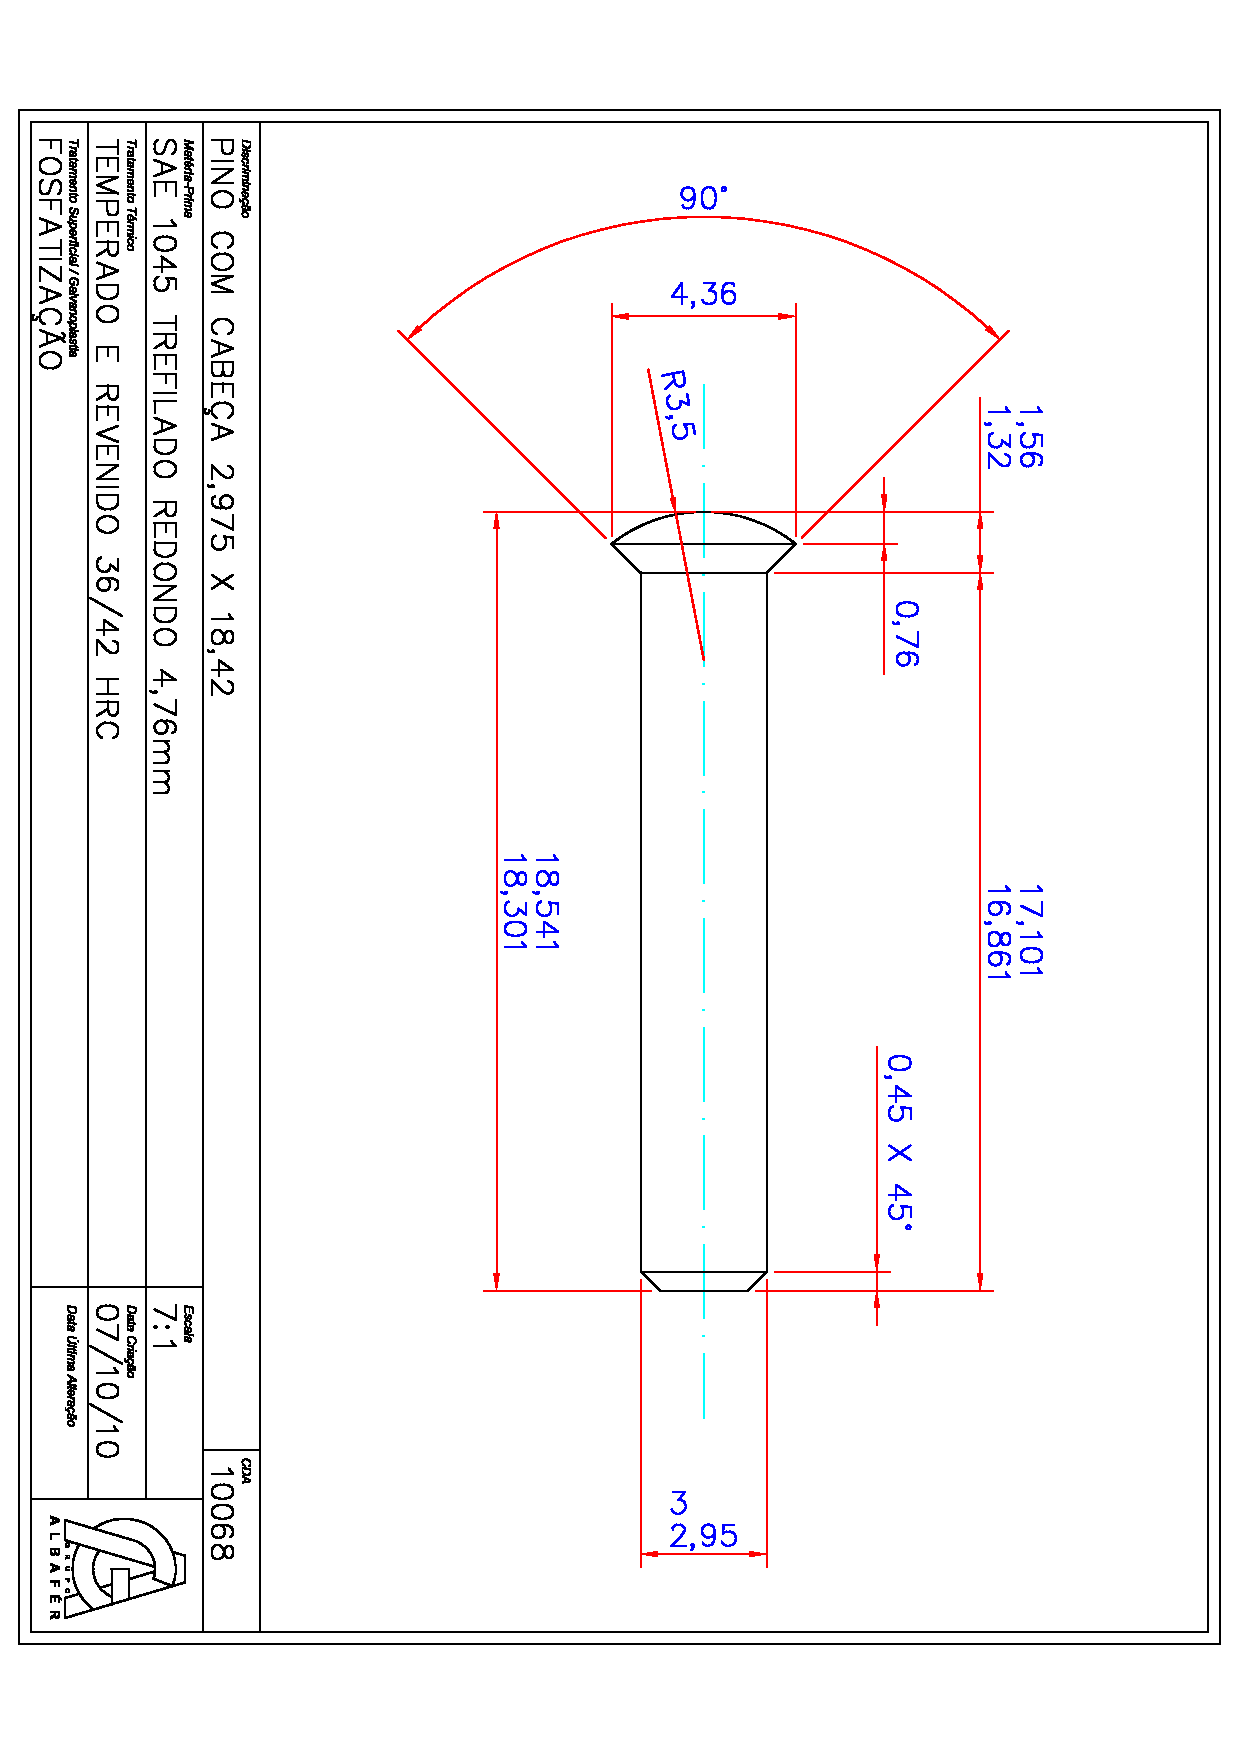 90°
4,36
R3,5
1,56
1,32
0,76
18,541
18,301
17,101
16,861
0,45 X 45°
3
2,95
Discriminação
PINO COM CABEÇA 2,975 X 18,42
CDA
10068
Matéria-Prima
SAE 1045 TREFILADO REDONDO 4,76mm
Escala
7:1
Tratamento Térmico
TEMPERADO E REVENIDO 36/42 HRC
Data Criação
07/10/10
Tratamento Superficial / Galvanoplastia
FOSFATIZAÇÃO
Data Última Alteração
GRUPO
ALBAFÉR